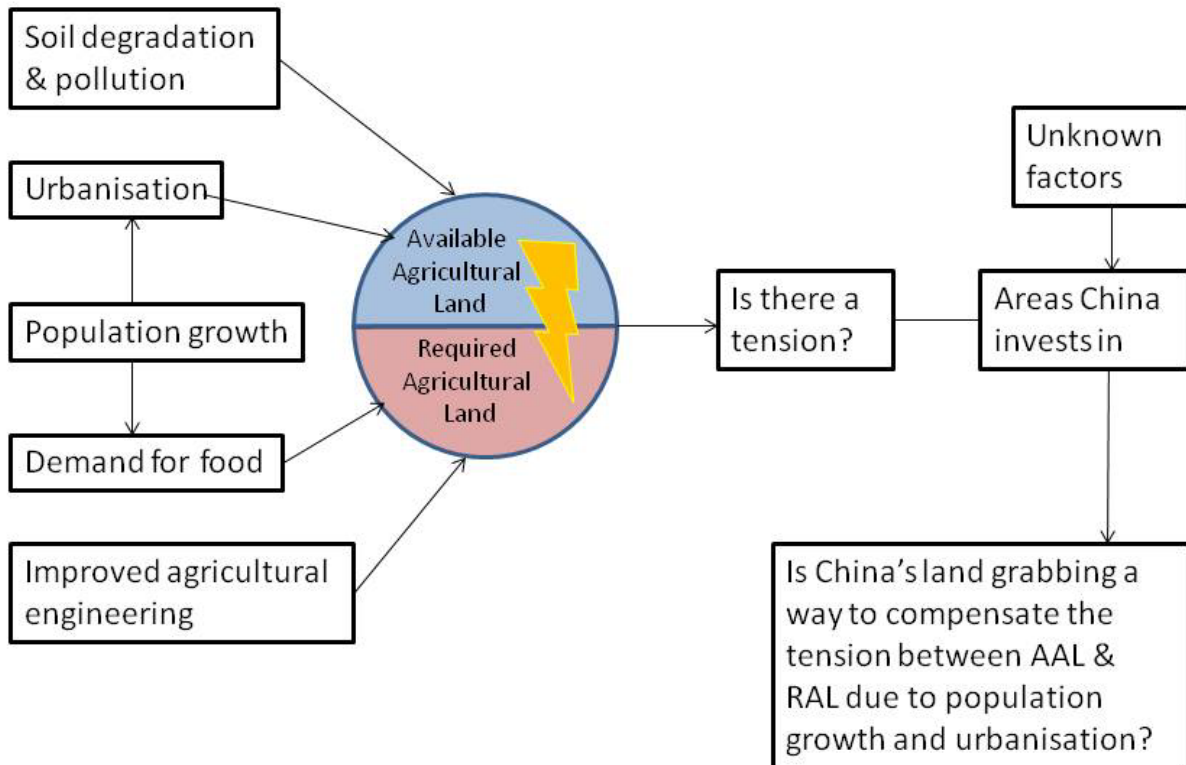 Soil degradation
& pollution
Urbanisation
Population growth
Demand for food
Improved agricultural
engineering
Available
Agricultural
Land
Required
Agricultural
Land
Is there a
tension?
Unknown
factors
Areas China
invests in
Is China’s land grabbing a
way to compensate the
tension between AAL &
RAL due to population
growth and urbanisation?